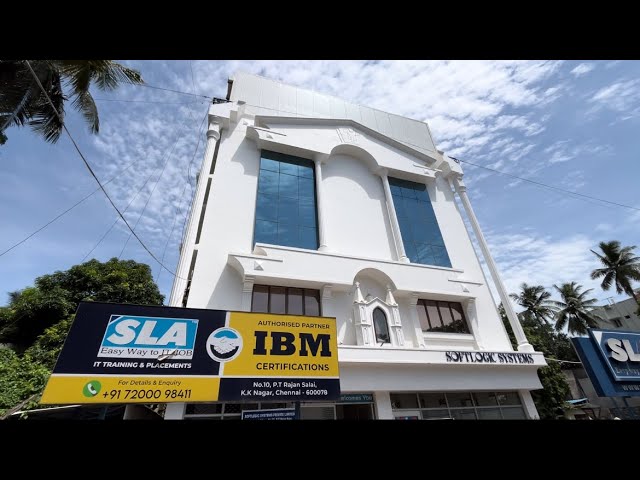 SLA
Easy Way to IT JOB
IT TRAINING & PLACEMENTS
For Details & Enquiry
+91 72000 98411
AUTHORISED PARTNER
IBM
CERTIFICATIONS
No.10, P.T Rajan Salai,
K.K Nagar, Chennai - 600078
SOFTLOGIC SYSTEMS
SLA